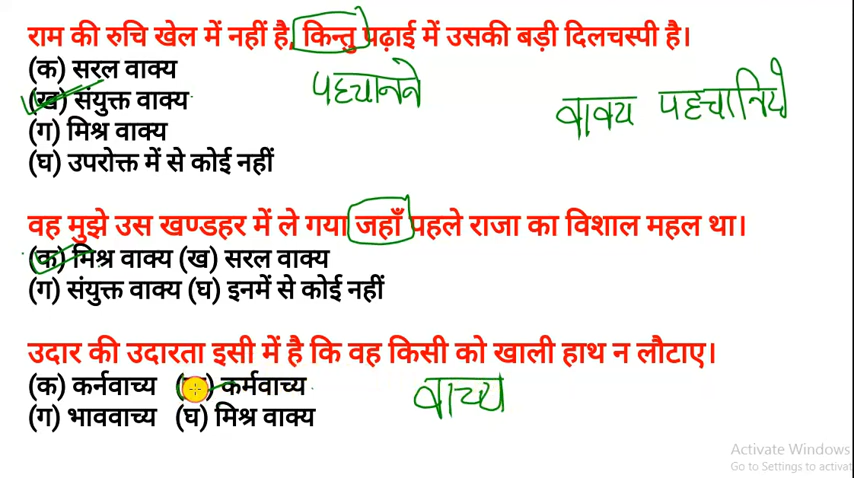 राम की रुचि खेल में नहीं है, किन्तु पढ़ाई में उसकी बड़ी दिलचस्पी है।
(क) सरल वाक्य
पहचानने
(ख) संयुक्त वाक्य
वाक्य पहचानिये
(ग) मिश्र वाक्य
(घ) उपरोक्त में से कोई नहीं
वह मुझे उस खण्डहर में ले गया जहाँ पहले राजा का विशाल महल था।
(क) मिश्र वाक्य (ख) सरल वाक्य
(ग) संयुक्त वाक्य (घ) इनमें से कोई नहीं
उदार की उदारता इसी में है कि वह किसी को खाली हाथ न लौटाए।
(क) कर्नवाच्य कर्मवाच्य
वाच्य
(ग) भाववाच्य (घ) मिश्र वाक्य
Activate Windows
Go to Settings to activat